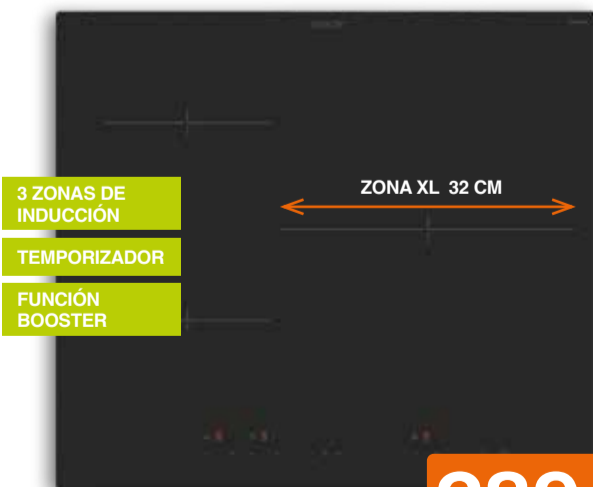 ZONA XL 32 CM
3 ZONAS DE
INDUCCIÓN
TEMPORIZADOR
FUNCIÓN
BOOSTER